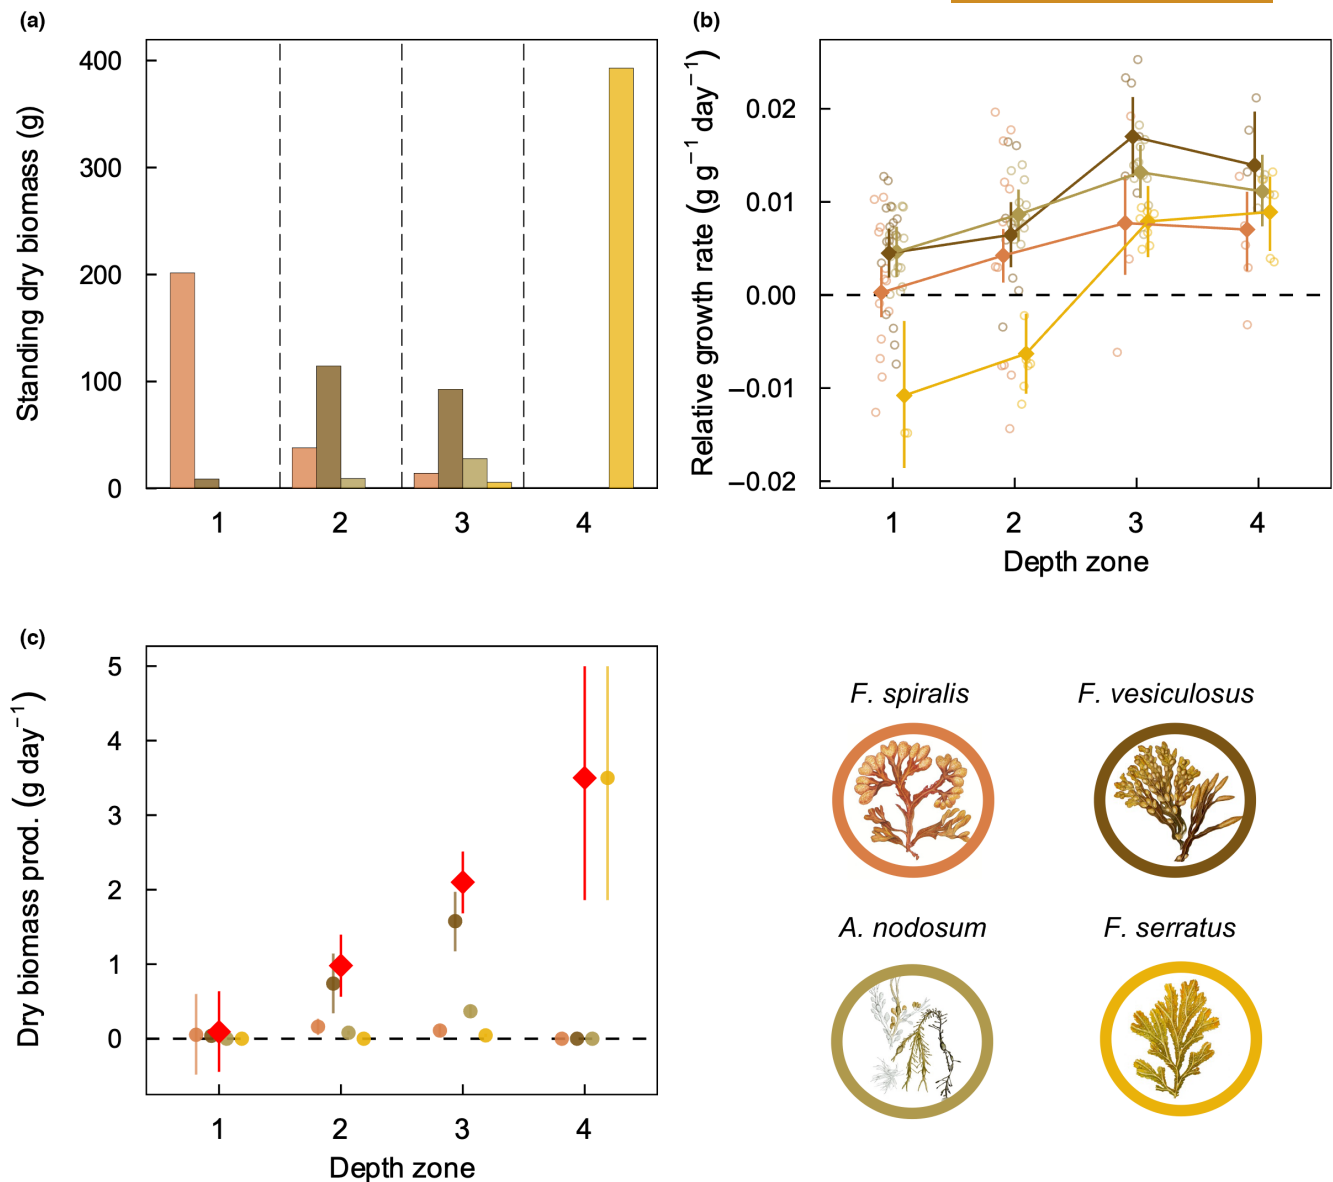 (a)
Standing dry biomass (g)
400
300
200
100
0
1 2 3 4
(b)
Relative growth rate (g g⁻¹ day⁻¹)
0.02
0.01
0.00
−0.01
−0.02
1 2 3 4
Depth zone
(c)
Dry biomass prod. (g day⁻¹)
5
4
3
2
1
0
1 2 3 4
Depth zone
F. spiralis
F. vesiculosus
A. nodosum
F. serratus